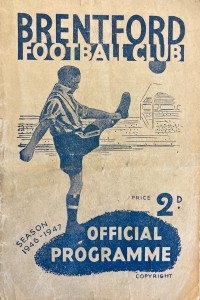 BRENTFORD
FOOTBALL CLUB
PRICE 2D.
SEASON
1946-1947
OFFICIAL
PROGRAMME
COPYRIGHT